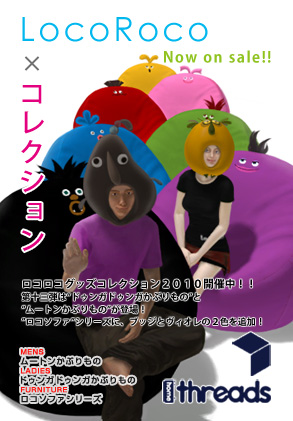 LocoRoco
Now on sale!!
×
コレクション
ロコロコグッズコレクション2010開催中！！
第十三弾は"ドゥンガドゥンガかぶりもの"と
"ムートンかぶりもの"が登場！
"ロコソファ"シリーズに、ブッジとヴィオレの2色を追加！
MENS
ムートンかぶりもの
LADIES
ドゥンガドゥンガかぶりもの
FURNITURE
ロコソファシリーズ
threads